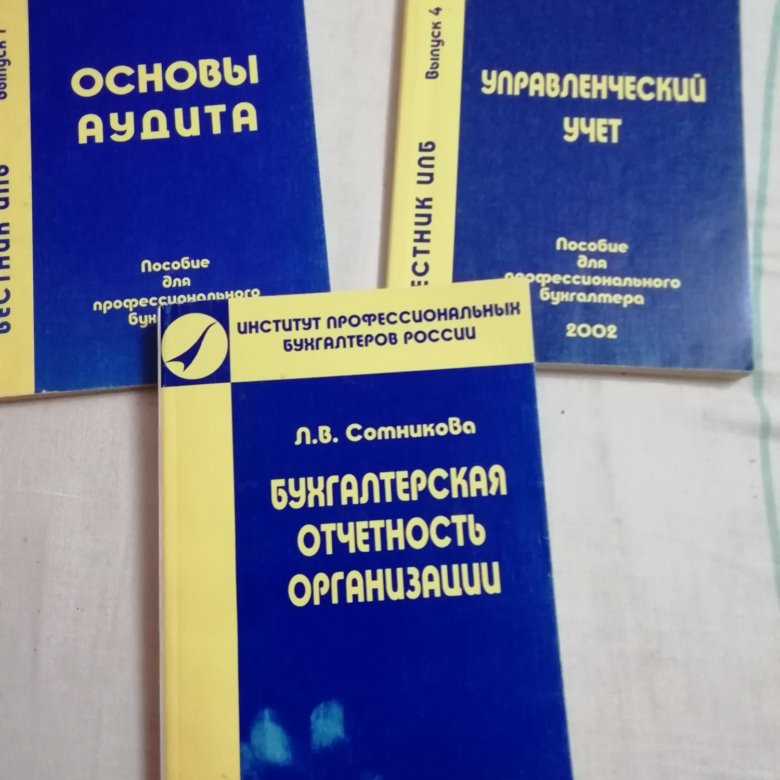 Выпуск 1
ВЕСТНИК ИПБ
ОСНОВЫ
АУДИТА
Пособие
для
профессионального
Выпуск 4
ВЕСТНИК ИПБ
УПРАВЛЕНЧЕСКИЙ
УЧЕТ
Пособие
для
профессионального
бухгалтера
2002
ИНСТИТУТ ПРОФЕССИОНАЛЬНЫХ
БУХГАЛТЕРОВ РОССИИ
Л.В. Сотникова
БУХГАЛТЕРСКАЯ
ОТЧЕТНОСТЬ
ОРГАНИЗАЦИИ